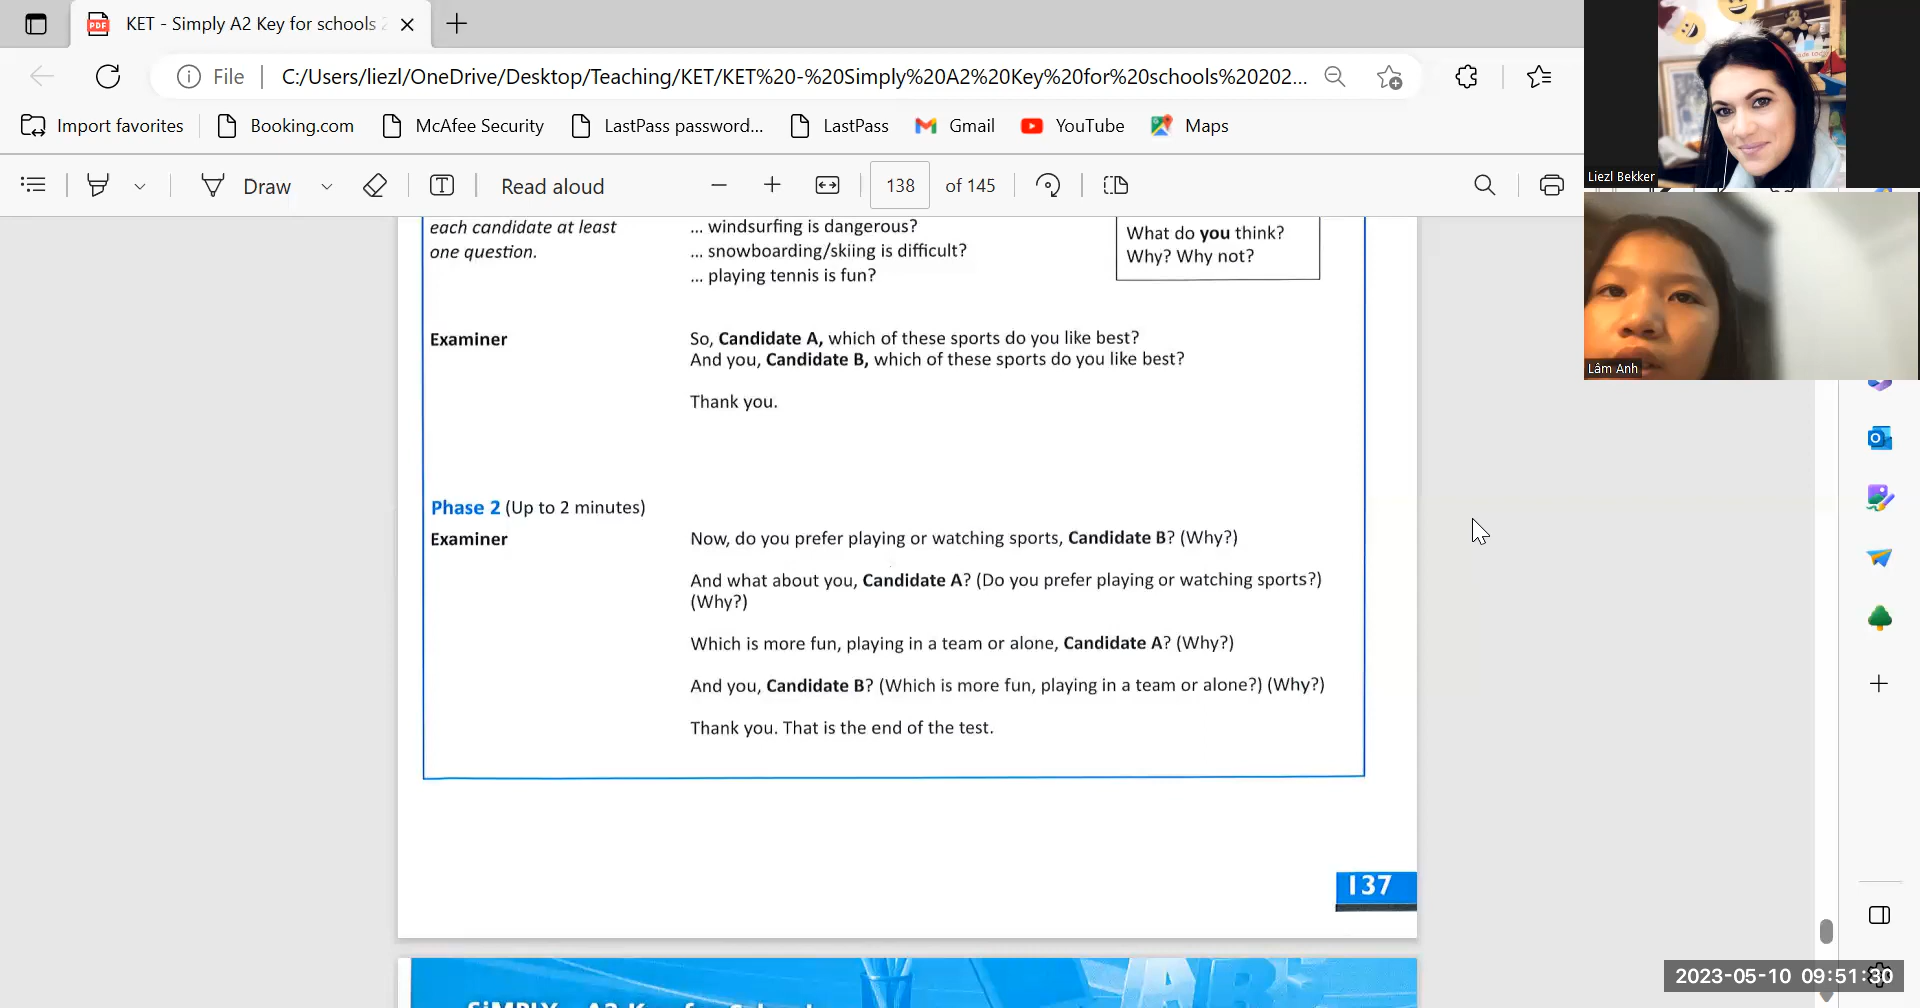 KET - Simply A2 Key for schools 2
File
C:/Users/liezl/OneDrive/Desktop/Teaching/KET/KET%20-%20Simply%20A2%20Key%20for%20schools%20202...
Import favorites
Booking.com
McAfee Security
LastPass password...
LastPass
Gmail
YouTube
Maps
Draw
Read aloud
138
of 145
Liezl Bekker
Lâm Anh
each candidate at least
one question.
... windsurfing is dangerous?
... snowboarding/skiing is difficult?
... playing tennis is fun?
What do you think?
Why? Why not?
Examiner
So, Candidate A, which of these sports do you like best?
And you, Candidate B, which of these sports do you like best?
Thank you.
Phase 2 (Up to 2 minutes)
Examiner
Now, do you prefer playing or watching sports, Candidate B? (Why?)
And what about you, Candidate A? (Do you prefer playing or watching sports?)
(Why?)
Which is more fun, playing in a team or alone, Candidate A? (Why?)
And you, Candidate B? (Which is more fun, playing in a team or alone?) (Why?)
Thank you. That is the end of the test.
137
2023-05-10 09:51:30